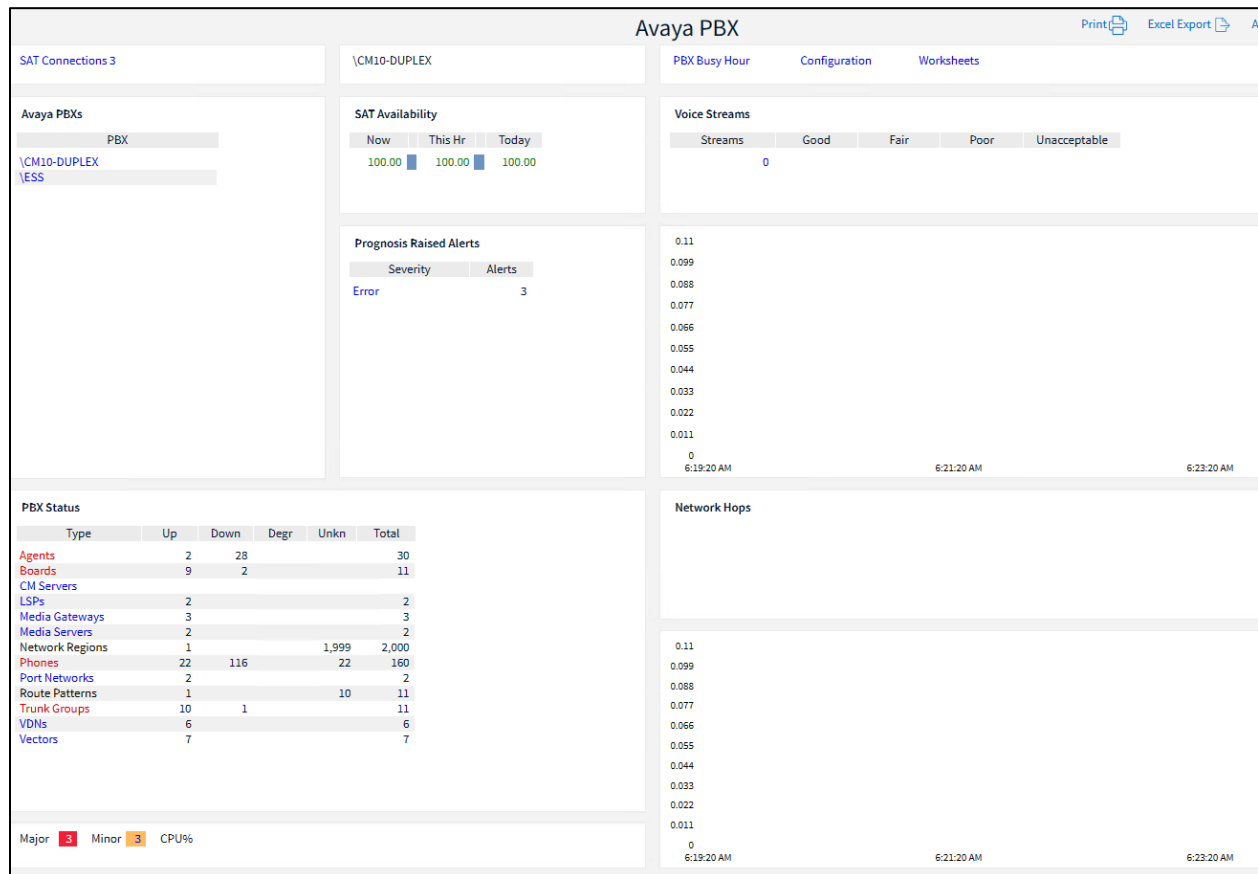 Avaya PBX
Print
Excel Export
A
SAT Connections 3
\CM10-DUPLEX
PBX Busy Hour Configuration Worksheets
Avaya PBXs
PBX
\CM10-DUPLEX
\ESS
SAT Availability
Now This Hr Today
100.00 100.00 100.00
Voice Streams
Streams Good Fair Poor Unacceptable
0
Prognosis Raised Alerts
Severity Alerts
Error 3
0.11
0.099
0.088
0.077
0.066
0.055
0.044
0.033
0.022
0.011
0
6:19:20 AM 6:21:20 AM 6:23:20 AM
PBX Status
Type Up Down Degr Unkn Total
Agents 2 28 30
Boards 9 2 11
CM Servers
LSPs 2 2
Media Gateways 3 3
Media Servers 2 2
Network Regions 1 1,999 2,000
Phones 22 116 22 160
Port Networks 2 2
Route Patterns 1 10 11
Trunk Groups 10 1 11
VDNs 6 6
Vectors 7 7
Network Hops
0.11
0.099
0.088
0.077
0.066
0.055
0.044
0.033
0.022
0.011
0
6:19:20 AM 6:21:20 AM 6:23:20 AM
Major 3 Minor 3 CPU%